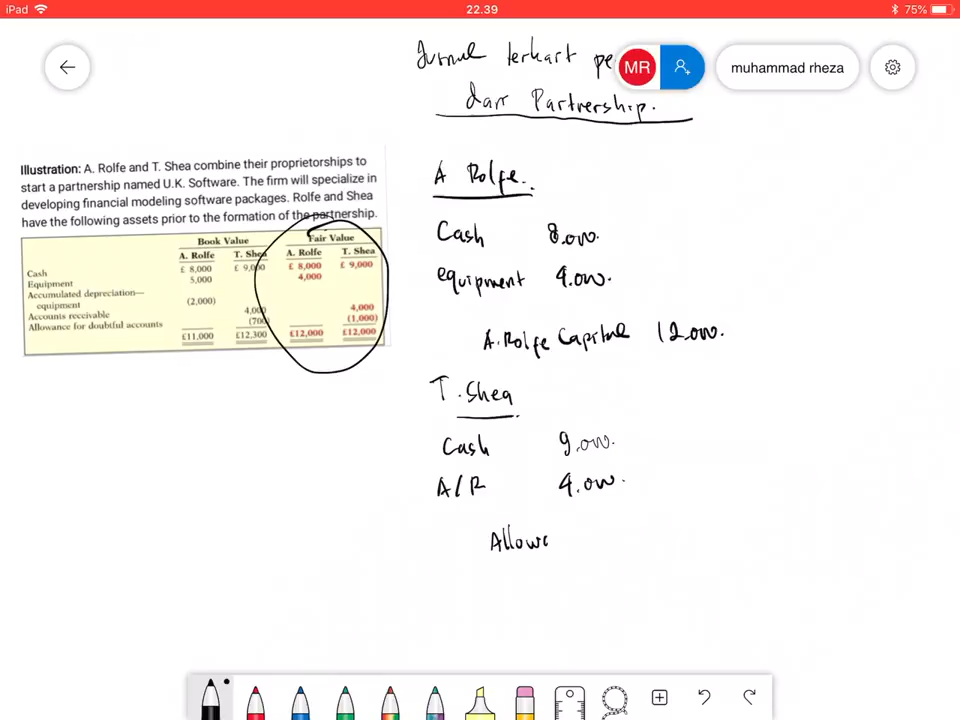 iPad
22.39
75%
Jurnal terkait pe
MR
muhammad rheza
dari Partnership.
Illustration: A. Rolfe and T. Shea combine their proprietorships to
start a partnership named U.K. Software. The firm will specialize in
developing financial modeling software packages. Rolfe and Shea
have the following assets prior to the formation of the partnership.
Book Value Fair Value
A. Rolfe T. Shea A. Rolfe T. Shea
Cash £ 8,000 £ 9,000 £ 8,000 £ 9,000
Equipment 5,000 4,000
Accumulated depreciation—
equipment (2,000)
Accounts receivable 4,000 4,000
Allowance for doubtful accounts (700) (1,000)
£11,000 £12,300 £12,000 £12,000
A Rolfe.
Cash 8.000.
equipment 4.000.
A. Rolfe Capital 12.000.
T. Shea
Cash 9.000.
A/R 4.000.
Allowa